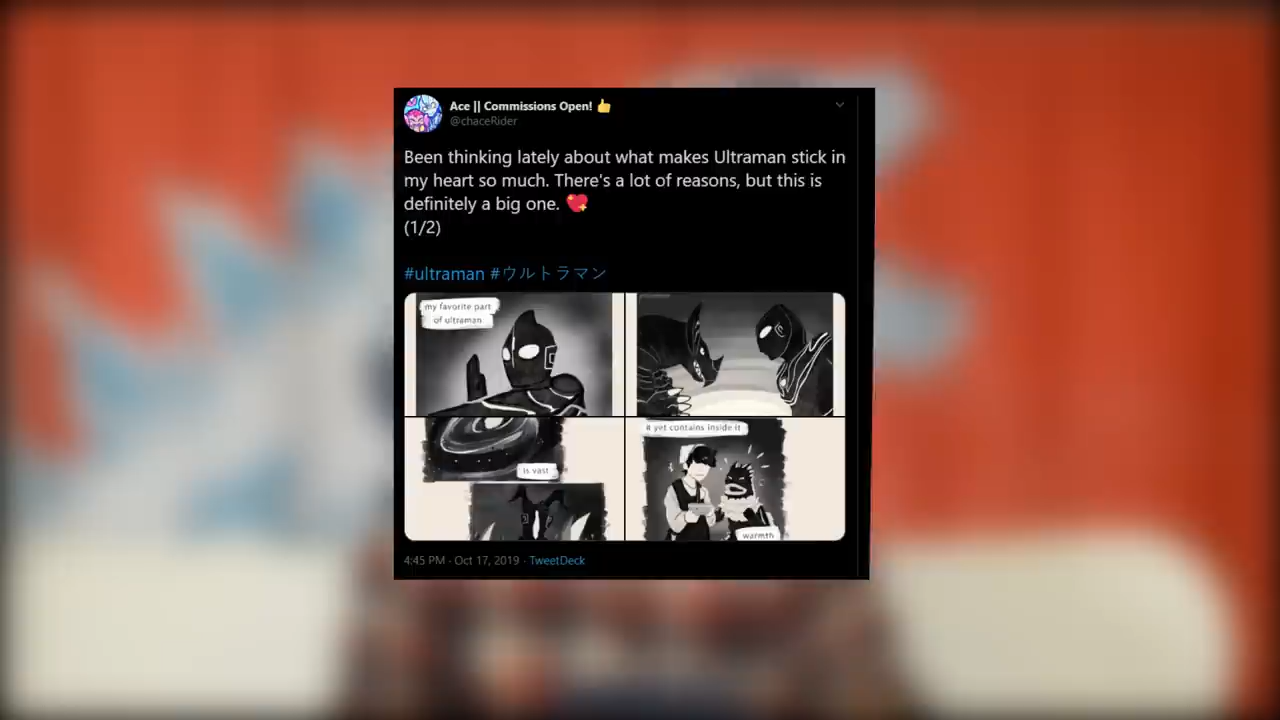 Ace || Commissions Open! 👍
@chaceRider
Been thinking lately about what makes Ultraman stick in
my heart so much. There's a lot of reasons, but this is
definitely a big one. 💖
(1/2)
#ultraman #ウルトラマン
my favorite part
of ultraman
is vast
& yet contains inside it
warmth
4:45 PM · Oct 17, 2019 · TweetDeck